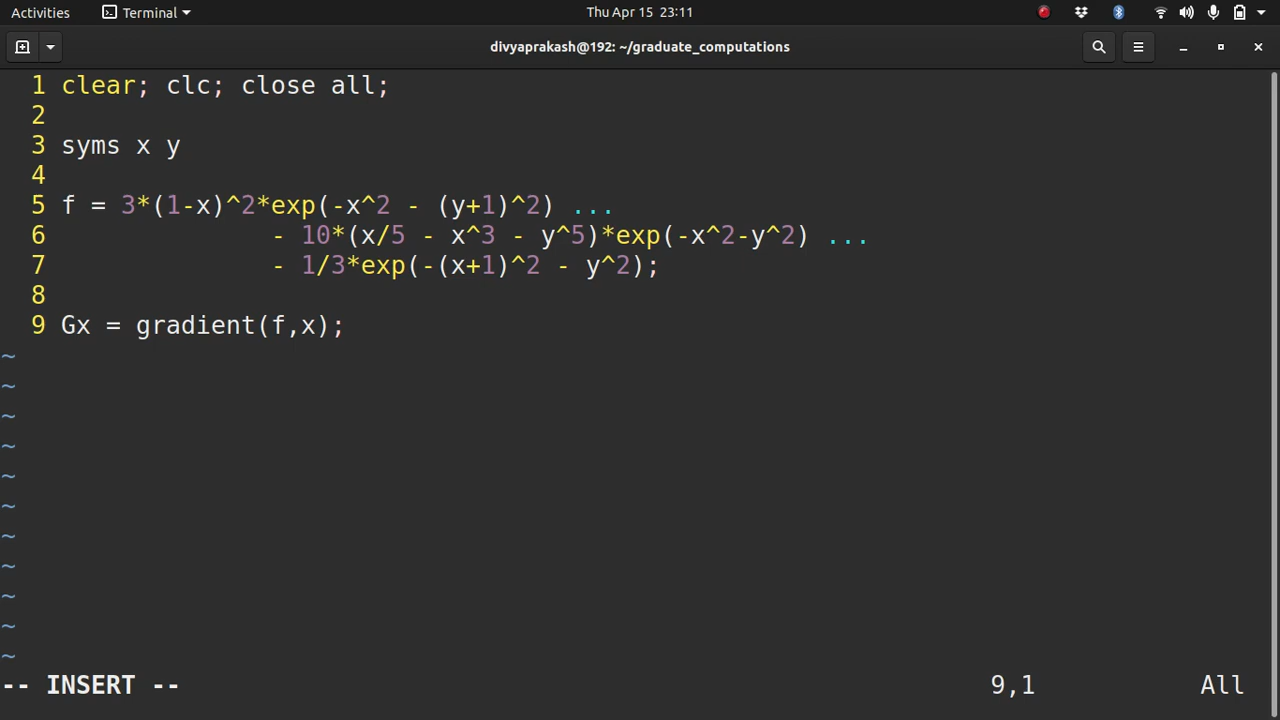 Activities Terminal Thu Apr 15 23:11
divyaprakash@192: ~/graduate_computations
1 clear; clc; close all;
2
3 syms x y
4
5 f = 3*(1-x)^2*exp(-x^2 - (y+1)^2) ...
6 - 10*(x/5 - x^3 - y^5)*exp(-x^2-y^2) ...
7 - 1/3*exp(-(x+1)^2 - y^2);
8
9 Gx = gradient(f,x);
~
~
~
~
~
~
~
~
~
~
~
-- INSERT -- 9,1 All